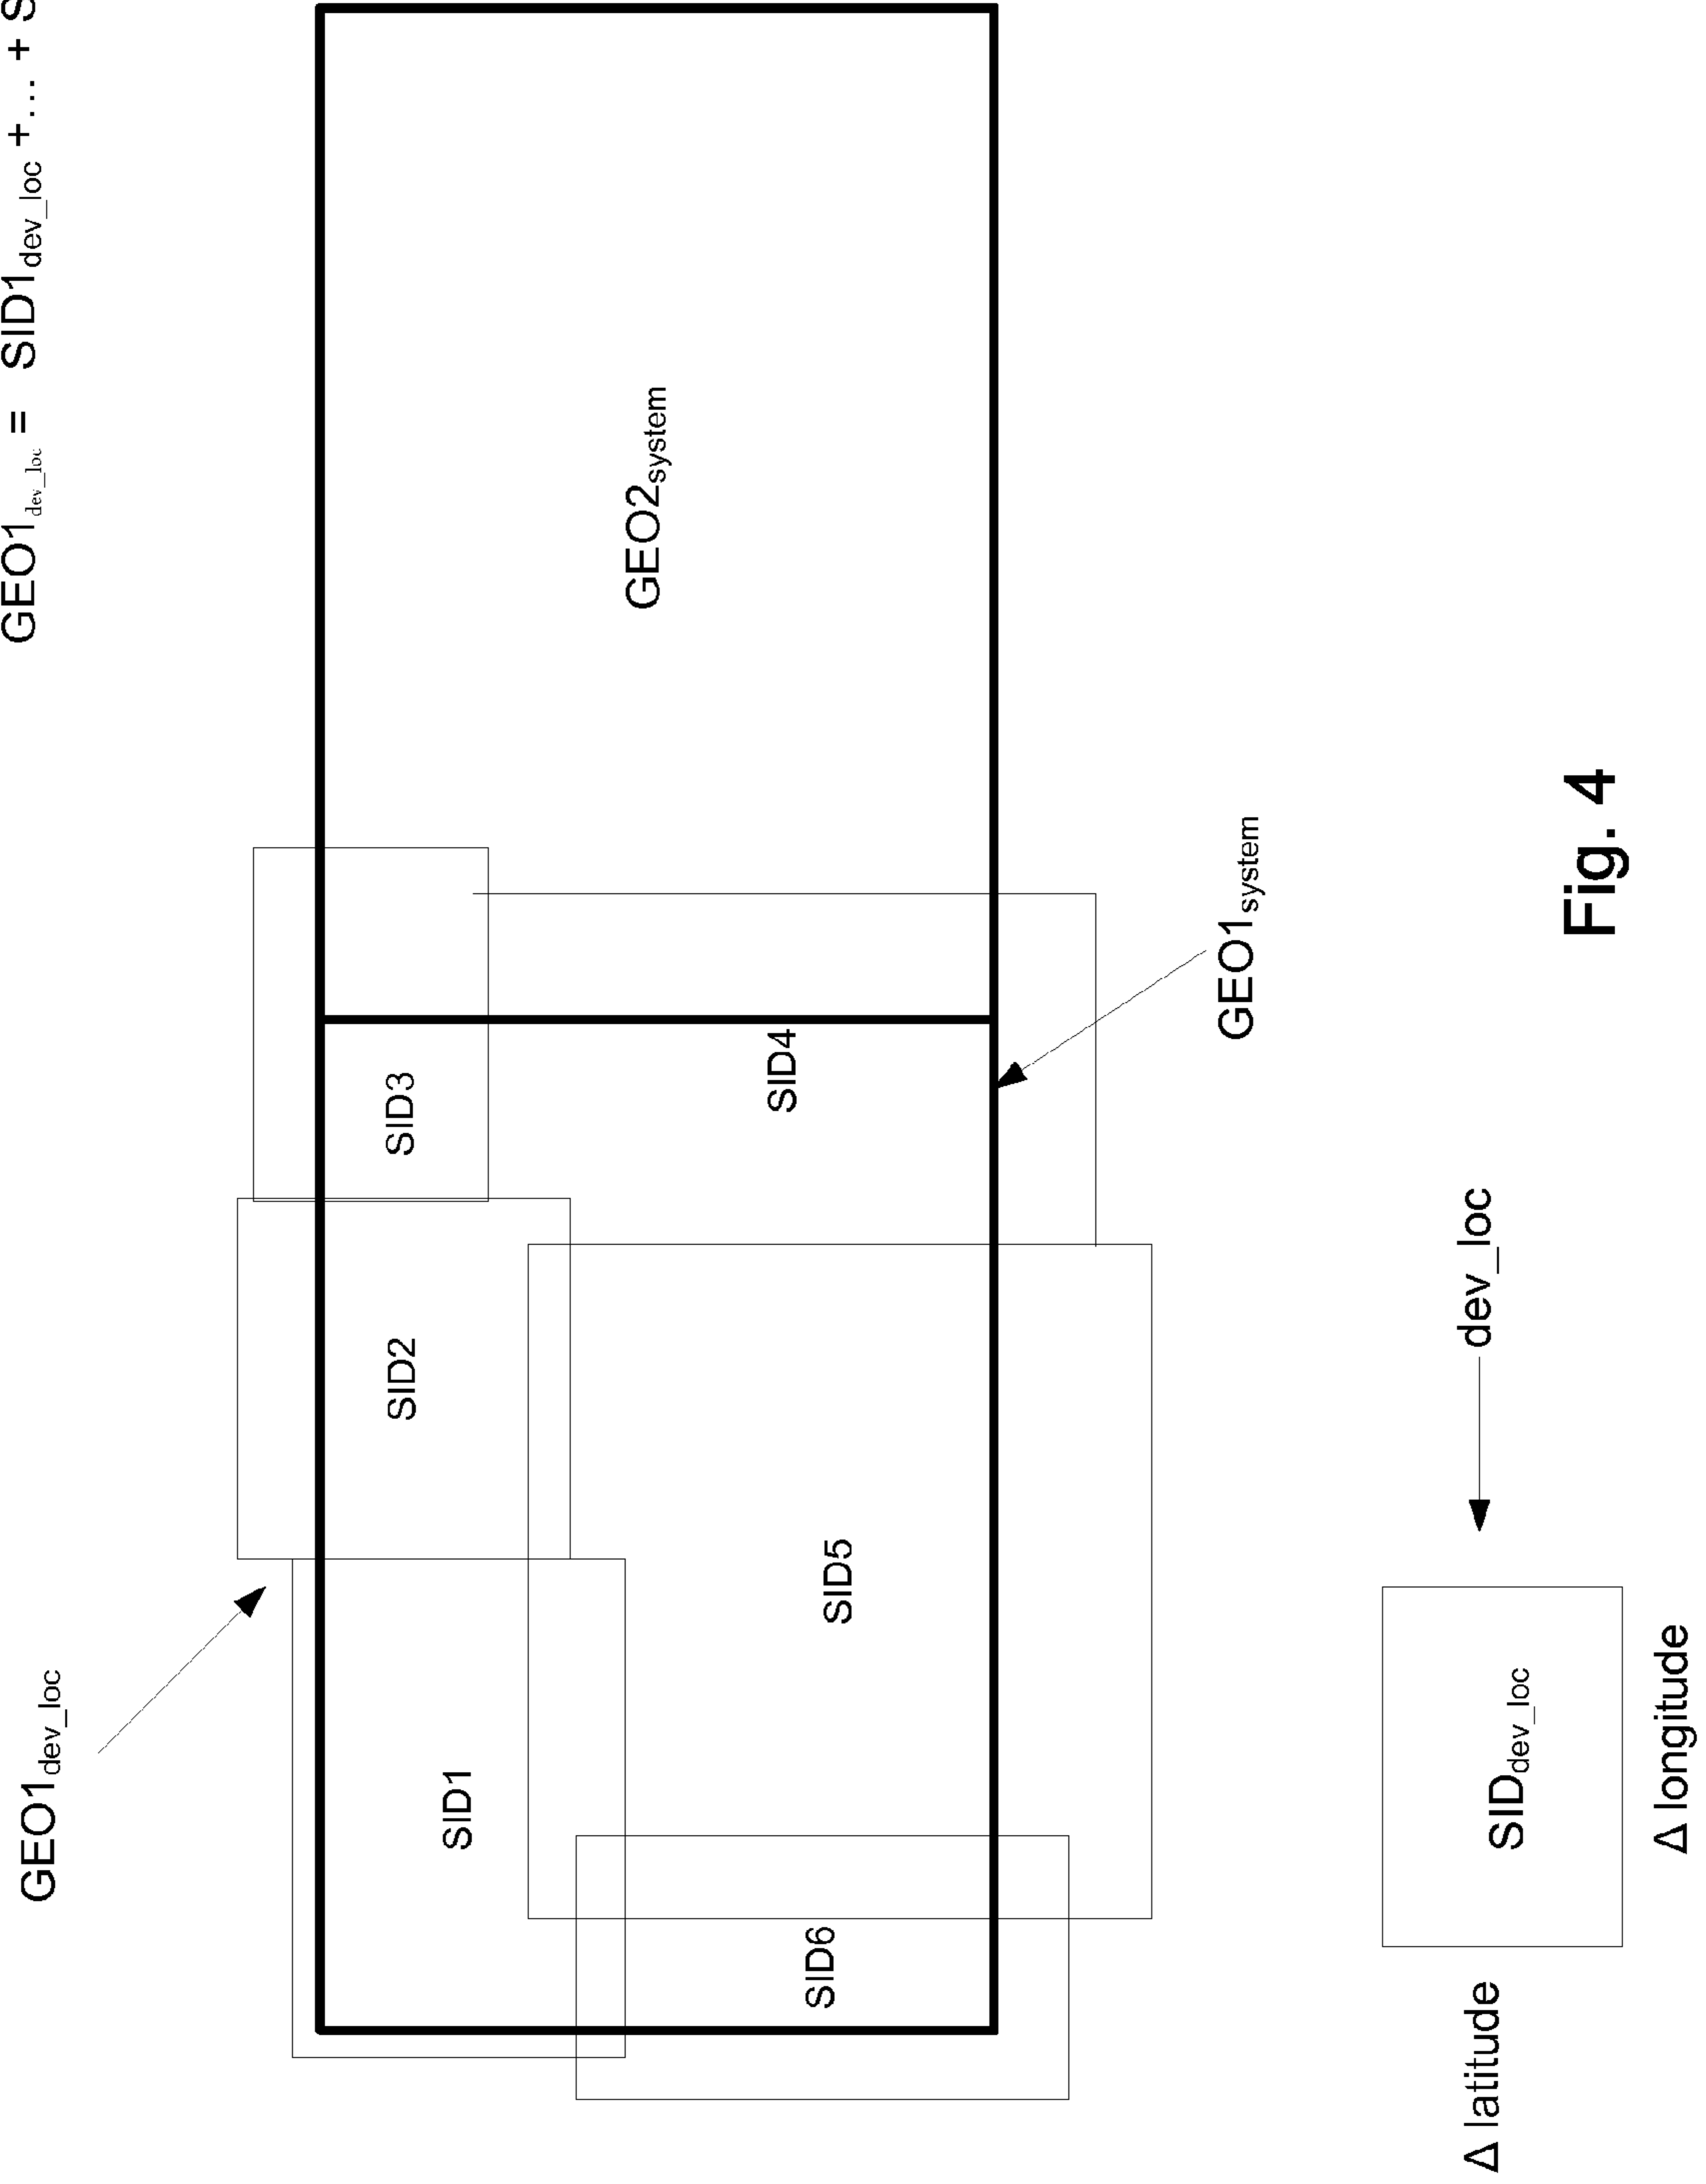 GEO1dev_loc = SID1dev_loc +... + S
GEO1dev_loc
SID1
SID2
SID3
SID6
SID5
SID4
GEO2system
GEO1system
Δ latitude
SIDdev_loc
dev_loc
Δ longitude
Fig. 4